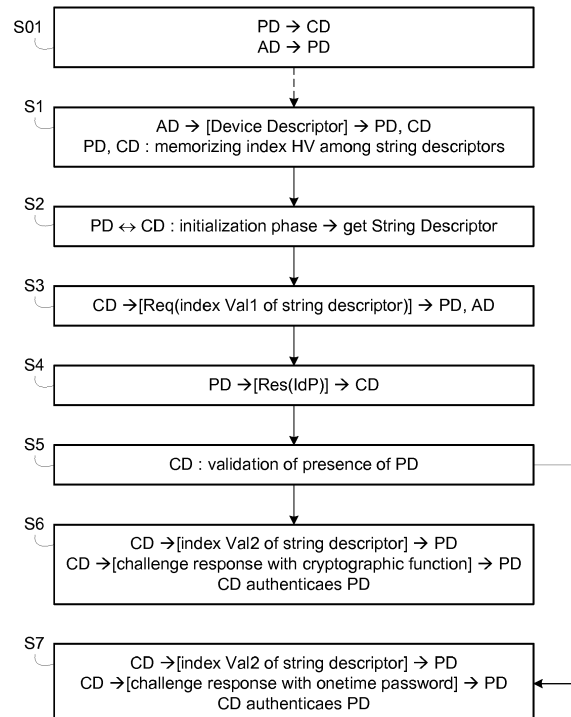 S01
PD → CD
AD → PD
S1
AD → [Device Descriptor] → PD, CD
PD, CD : memorizing index HV among string descriptors
S2
PD ↔ CD : initialization phase → get String Descriptor
S3
CD →[Req(index Val1 of string descriptor)] → PD, AD
S4
PD →[Res(IdP)] → CD
S5
CD : validation of presence of PD
S6
CD →[index Val2 of string descriptor] → PD
CD →[challenge response with cryptographic function] → PD
CD authenticaes PD
S7
CD →[index Val2 of string descriptor] → PD
CD →[challenge response with onetime password] → PD
CD authenticaes PD